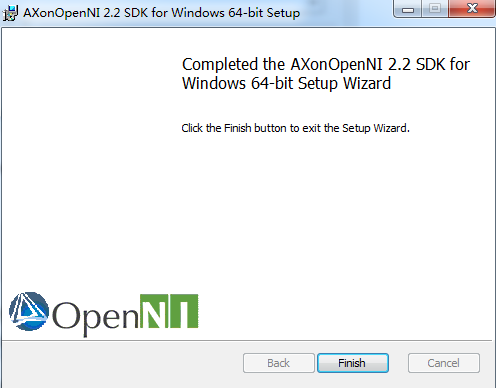 AXonOpenNI 2.2 SDK for Windows 64-bit Setup
Completed the AXonOpenNI 2.2 SDK for
Windows 64-bit Setup Wizard
Click the Finish button to exit the Setup Wizard.
OpenNI
Back Finish Cancel